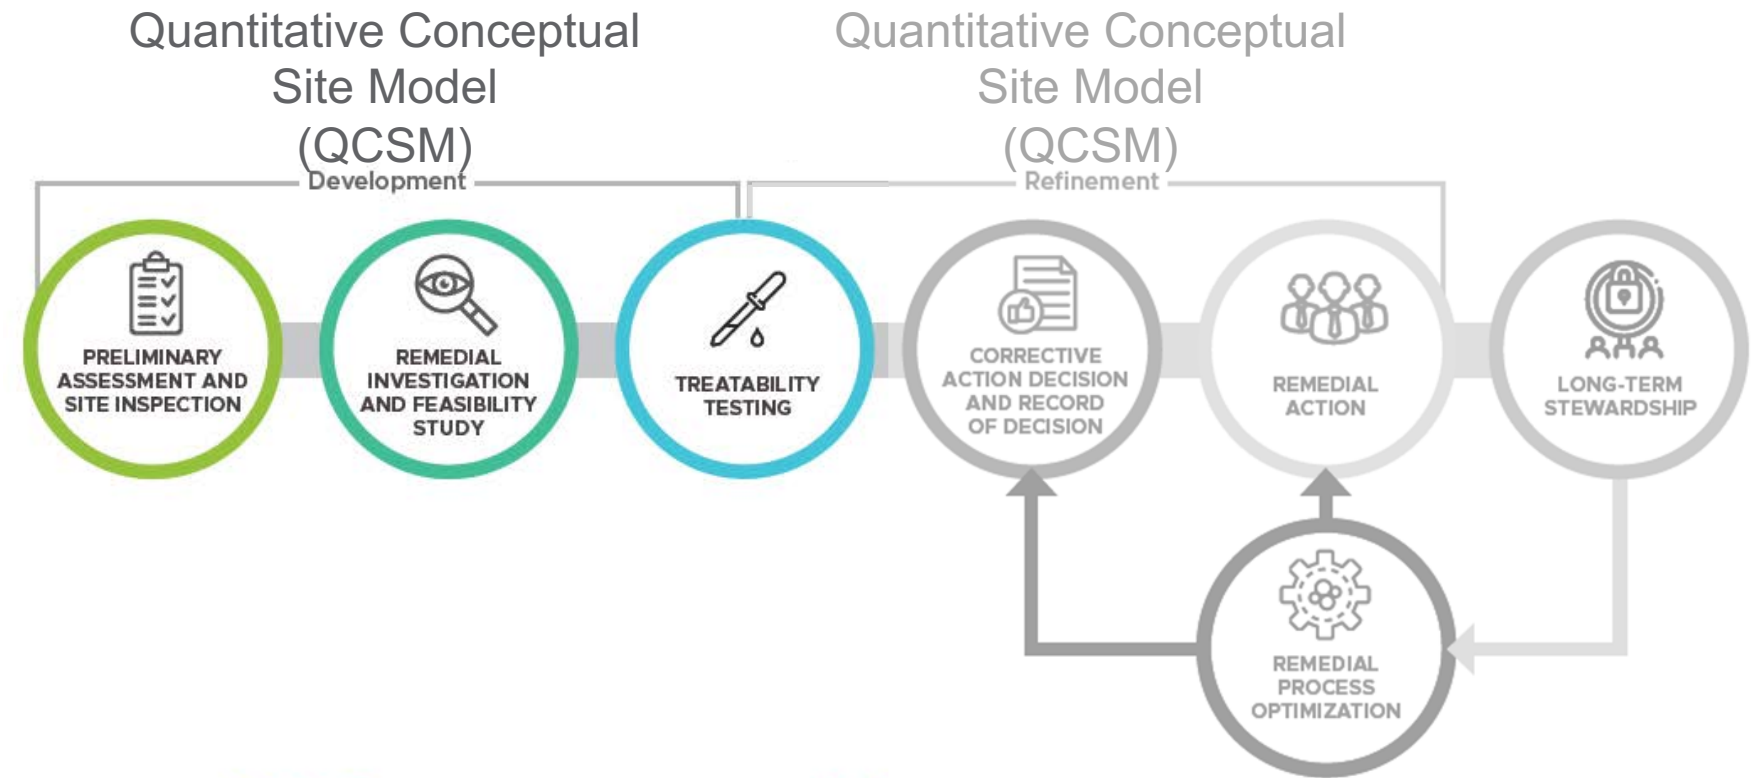 Quantitative Conceptual
Site Model
(QCSM)
Development
Quantitative Conceptual
Site Model
(QCSM)
Refinement
PRELIMINARY
ASSESSMENT AND
SITE INSPECTION
REMEDIAL
INVESTIGATION
AND FEASIBILITY
STUDY
TREATABILITY
TESTING
CORRECTIVE
ACTION DECISION
AND RECORD
OF DECISION
REMEDIAL
ACTION
LONG-TERM
STEWARDSHIP
REMEDIAL
PROCESS
OPTIMIZATION